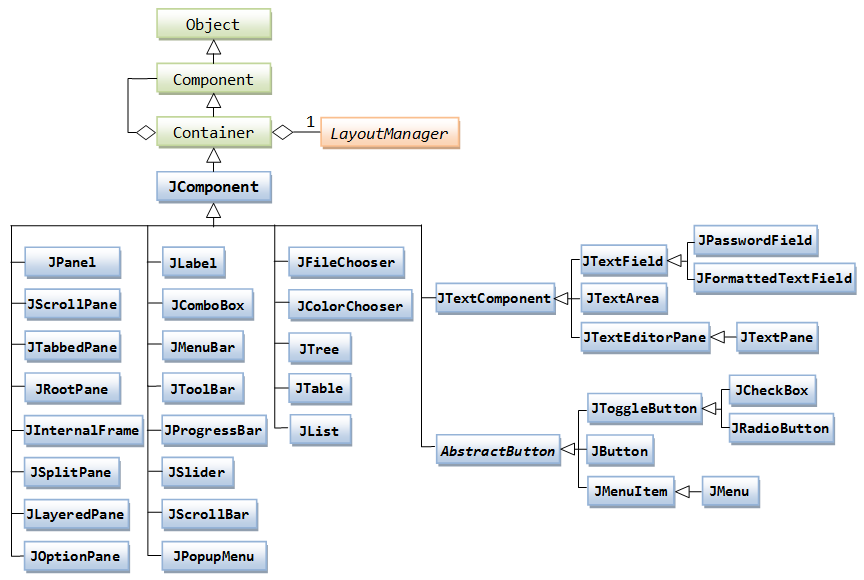 Object
Component
Container
1
LayoutManager
JComponent
JPanel
JScrollPane
JTabbedPane
JRootPane
JInternalFrame
JSplitPane
JLayeredPane
JOptionPane
JLabel
JComboBox
JMenuBar
JToolBar
JProgressBar
JSlider
JScrollBar
JPopupMenu
JFileChooser
JColorChooser
JTree
JTable
JList
JTextComponent
JTextField
JPasswordField
JFormattedTextField
JTextArea
JTextEditorPane
JTextPane
AbstractButton
JToggleButton
JCheckBox
JRadioButton
JButton
JMenuItem
JMenu